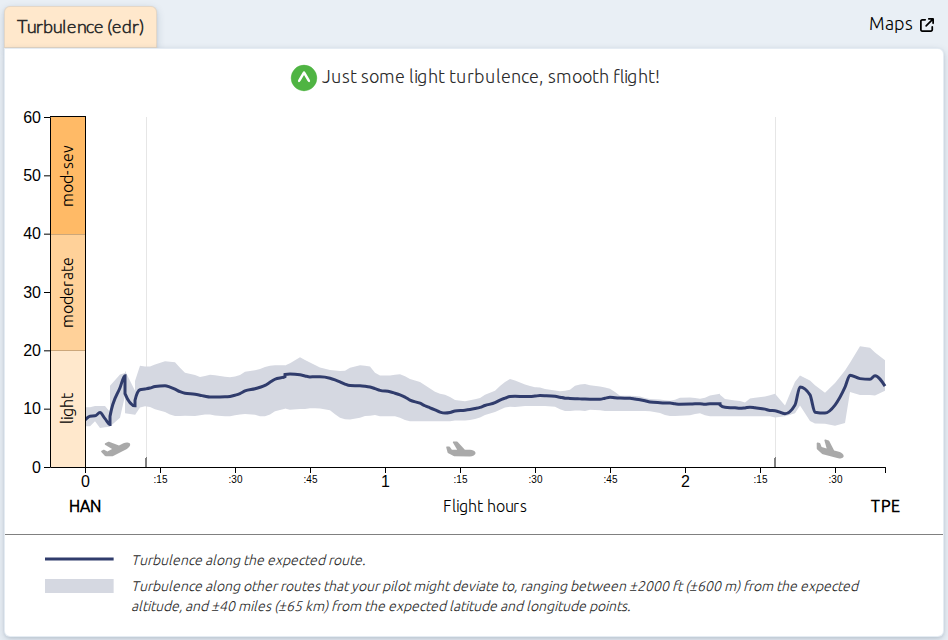 Turbulence (edr)
Maps
Just some light turbulence, smooth flight!
60
50
40
30
20
10
0
mod-sev
moderate
light
0 :15 :30 :45 1 :15 :30 :45 2 :15 :30
HAN Flight hours TPE
Turbulence along the expected route.
Turbulence along other routes that your pilot might deviate to, ranging between ±2000 ft (±600 m) from the expected
altitude, and ±40 miles (±65 km) from the expected latitude and longitude points.